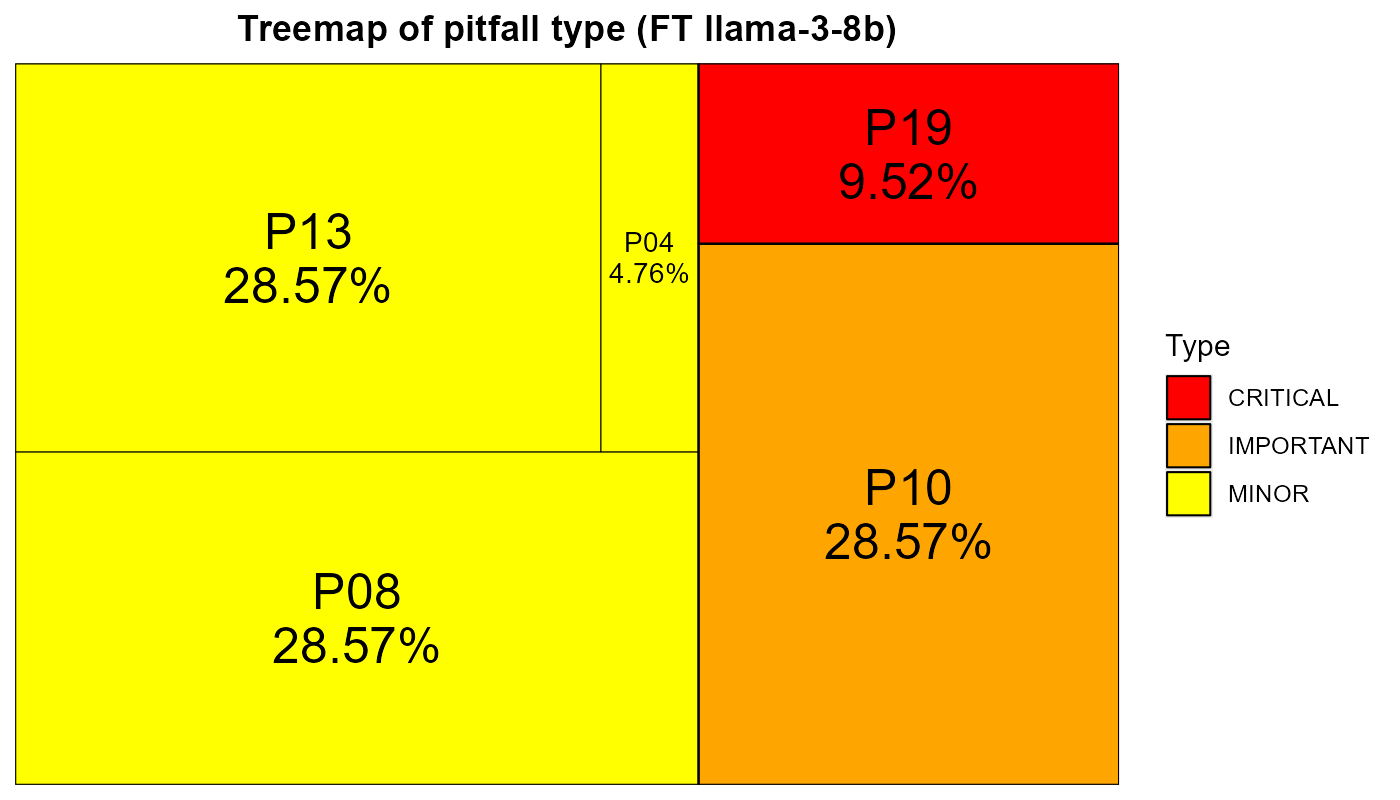 Treemap of pitfall type (FT llama-3-8b)
P13
28.57%
P04
4.76%
P08
28.57%
P19
9.52%
P10
28.57%
Type
CRITICAL
IMPORTANT
MINOR